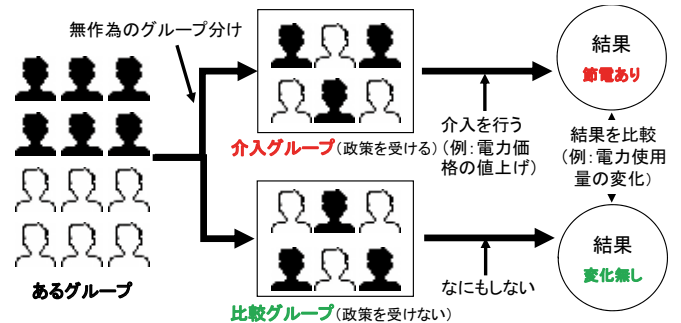 無作為のグループ分け
あるグループ
介入グループ(政策を受ける)
比較グループ(政策を受けない)
介入を行う
(例:電力価
格の値上げ)
なにもしない
結果
節電あり
結果を比較
(例:電力使用
量の変化)
結果
変化無し